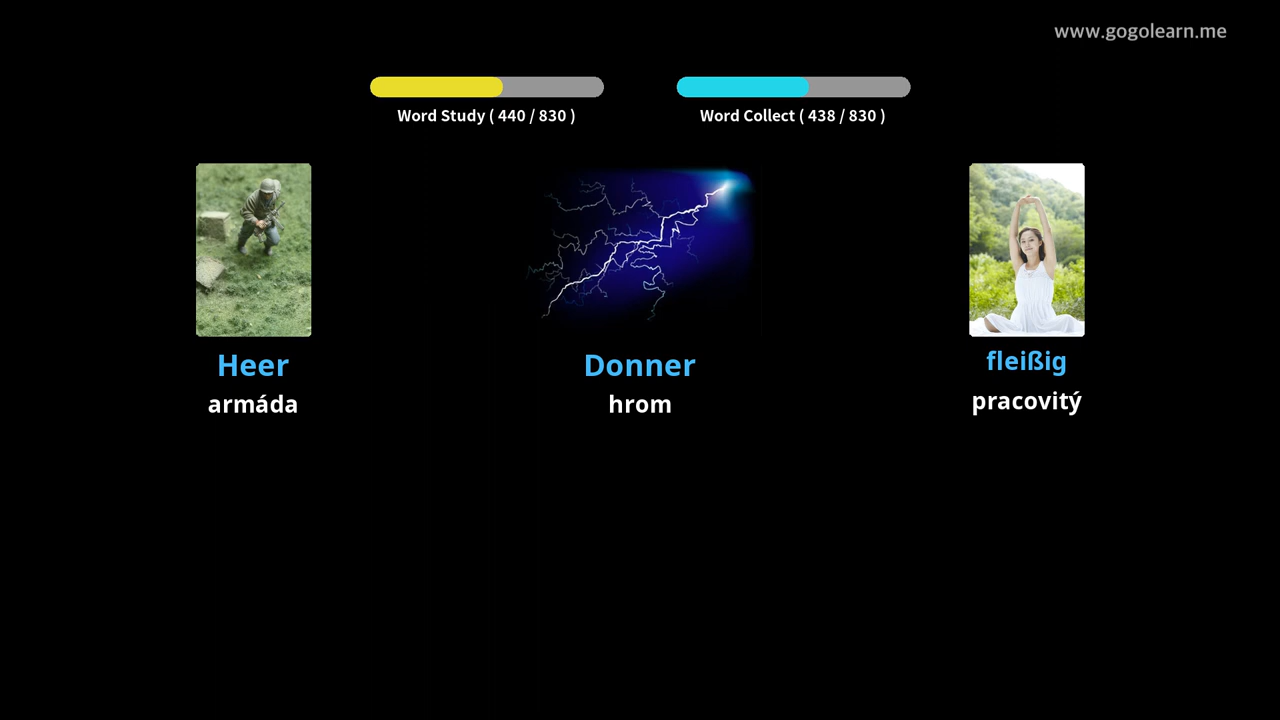 www.gogolearn.me
Word Study ( 440 / 830 )
Word Collect ( 438 / 830 )
Heer
armáda
Donner
hrom
fleißig
pracovitý